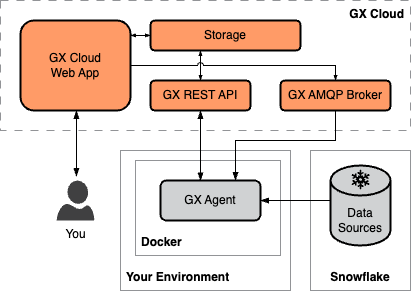 GX Cloud
GX Cloud
Web App
Storage
GX REST API
GX AMQP Broker
You
GX Agent
Docker
Your Environment
Data
Sources
Snowflake